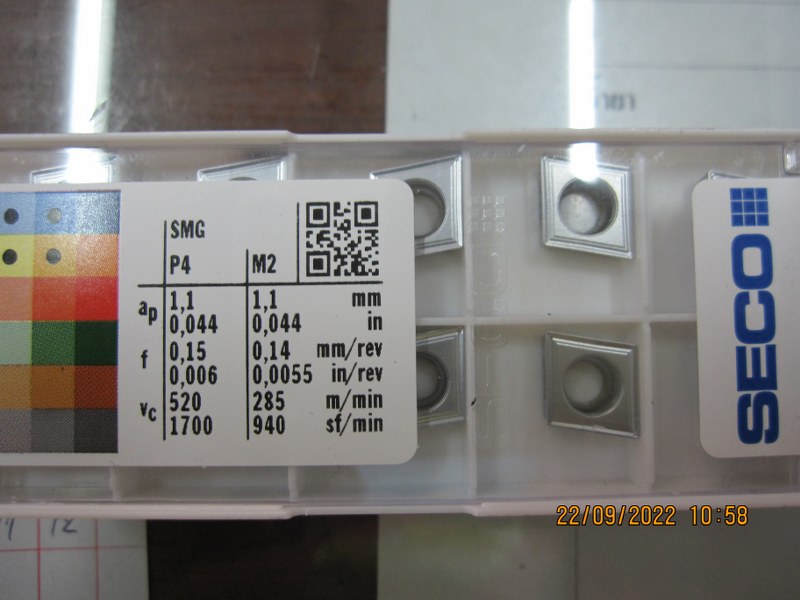 SMG
P4 M2
ap 1,1 1,1 mm
0,044 0,044 in
f 0,15 0,14 mm/rev
0,006 0,0055 in/rev
vc 520 285 m/min
1700 940 sf/min
SECO
22/09/2022 10:58